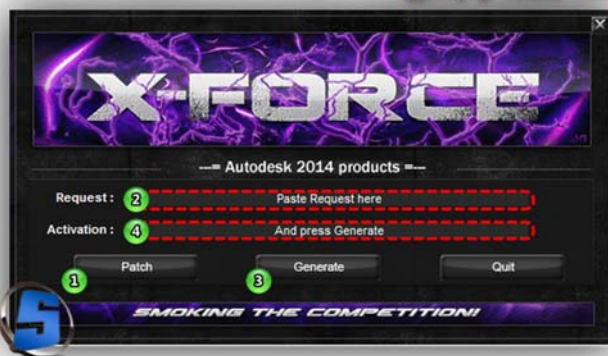 X-FORCE
---= Autodesk 2014 products =---
Request : 2 Paste Request here
Activation : 4 And press Generate
Patch Generate Quit
1 3
SMOKING THE COMPETITION!
S